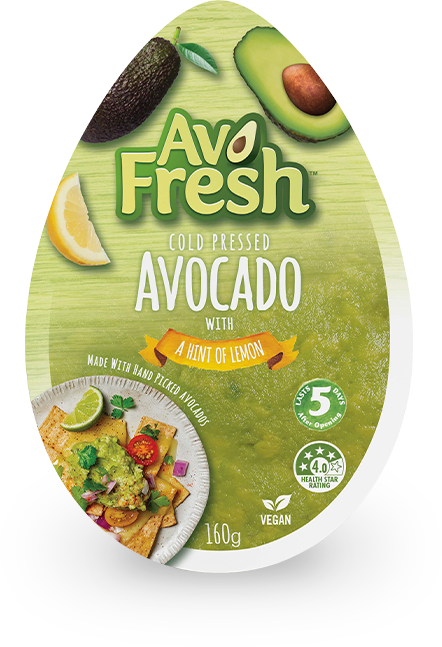 Avo
Fresh™
COLD PRESSED
AVOCADO
WITH
A HINT OF LEMON
MADE WITH HAND PICKED AVOCADOS
LASTS 5 DAYS
After Opening
4.0
HEALTH STAR
RATING
VEGAN
160g